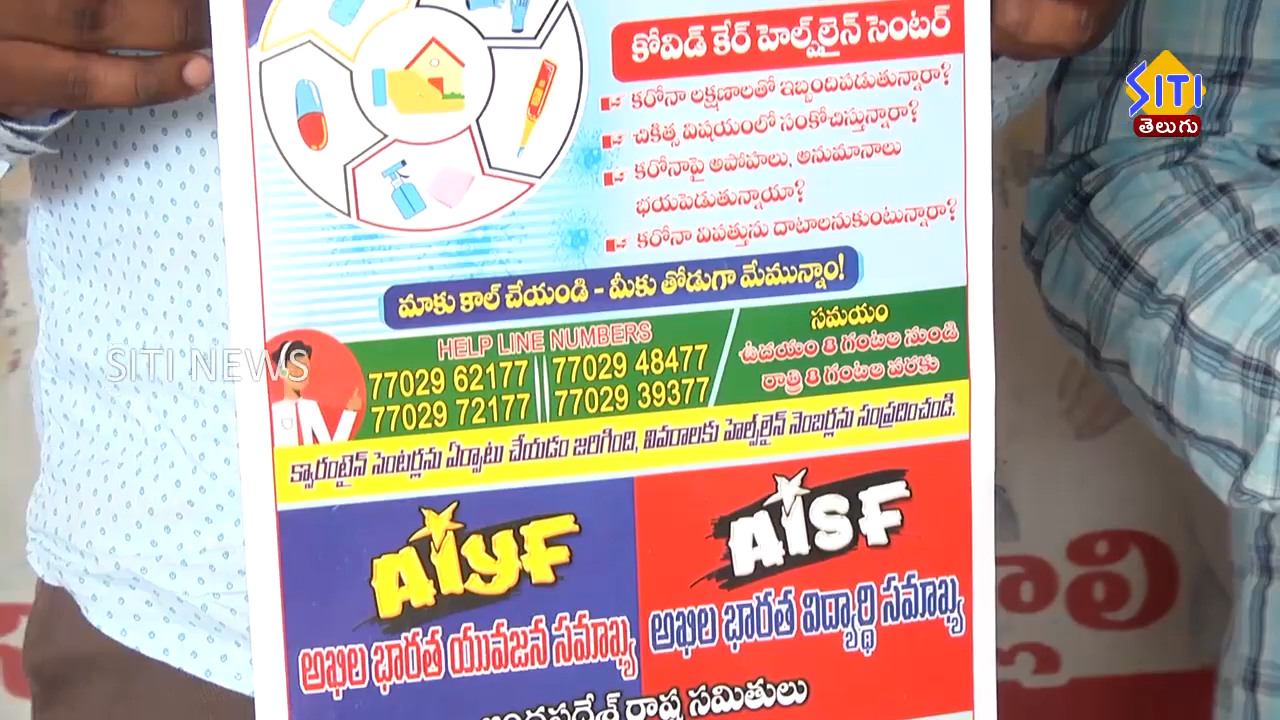 కోవిడ్ కేర్ హెల్ప్‌లైన్ సెంటర్
కరోనా లక్షణాలతో ఇబ్బందిపడుతున్నారా?
చికిత్స విషయంలో సంకోచిస్తున్నారా?
కరోనాపై అపోహలు, అనుమానాలు
భయపెడుతున్నాయా?
కరోనా విపత్తును దాటాలనుకుంటున్నారా?
మాకు కాల్ చేయండి - మీకు తోడుగా మేమున్నాం!
HELP LINE NUMBERS
77029 62177 77029 48477
77029 72177 77029 39377
సమయం
ఉదయం 8 గంటల నుండి
రాత్రి 8 గంటల వరకు
క్వారంటైన్ సెంటర్లను ఏర్పాటు చేయడం జరిగింది, వివరాలకు హెల్ప్‌లైన్ నెంబర్లను సంప్రదించండి.
AIYF
అఖిల భారత యువజన సమాఖ్య
AISF
అఖిల భారత విద్యార్థి సమాఖ్య
రాష్ట్ర సమితులు
SITI
తెలుగు
SITI NEWS